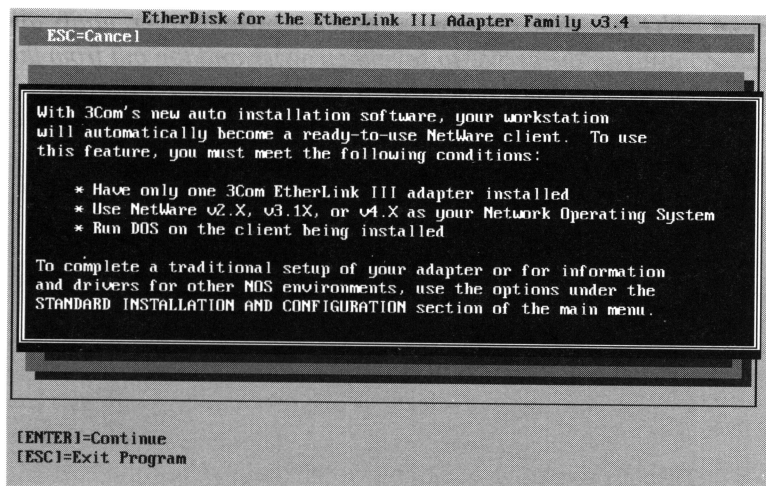 EtherDisk for the EtherLink III Adapter Family v3.4
ESC=Cancel
With 3Com's new auto installation software, your workstation
will automatically become a ready-to-use NetWare client. To use
this feature, you must meet the following conditions:
* Have only one 3Com EtherLink III adapter installed
* Use NetWare v2.X, v3.1X, or v4.X as your Network Operating System
* Run DOS on the client being installed
To complete a traditional setup of your adapter or for information
and drivers for other NOS environments, use the options under the
STANDARD INSTALLATION AND CONFIGURATION section of the main menu.
[ENTER]=Continue
[ESC]=Exit Program